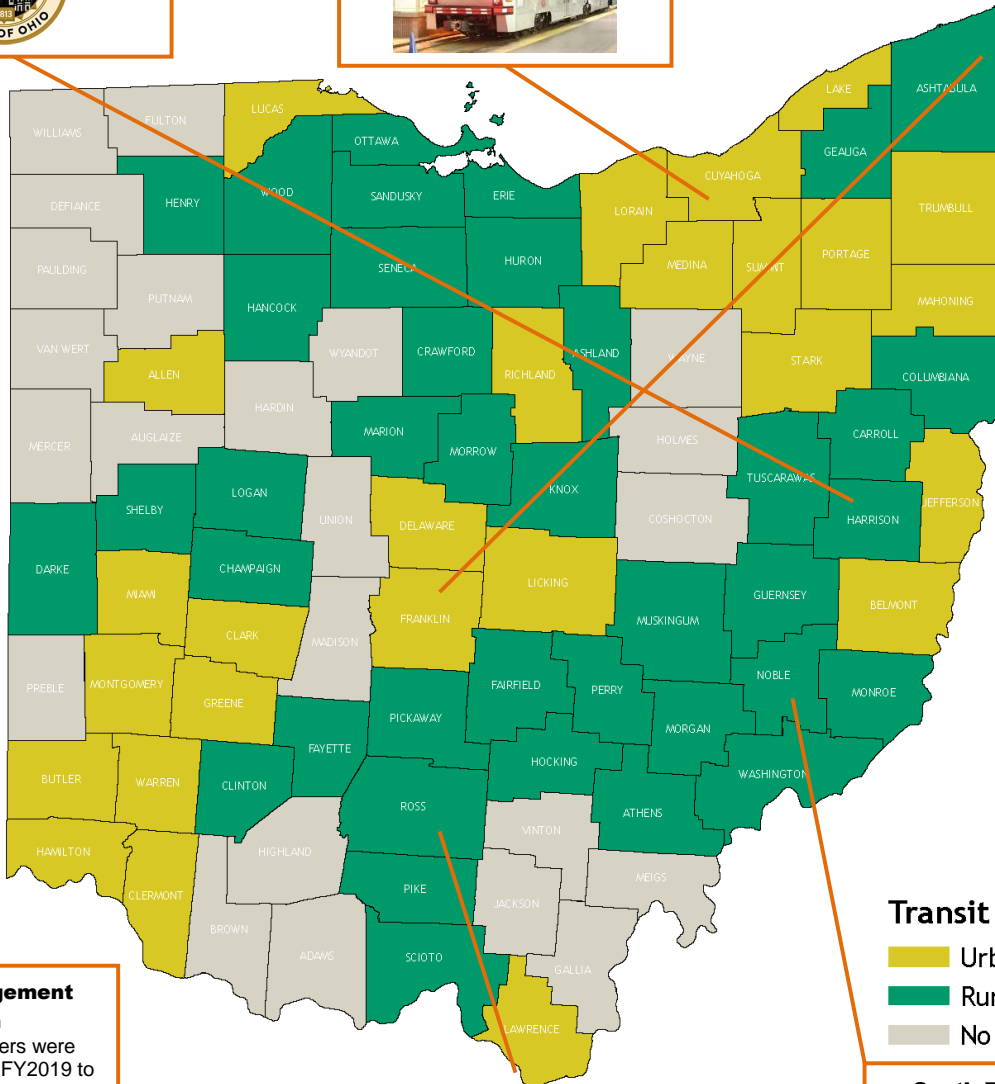 813
OF OHIO
WILLIAMS
FULTON
LUCAS
OTTAWA
LAKE
ASHTABULA
GEAUGA
CUYAHOGA
DEFIANCE
HENRY
WOOD
SANDUSKY
ERIE
LORAIN
TRUMBULL
PAULDING
SENECA
HURON
MEDINA
SUMMIT
PORTAGE
PUTNAM
HANCOCK
MAHONING
VAN WERT
WYANDOT
CRAWFORD
RICHLAND
ASHLAND
WAYNE
STARK
ALLEN
COLUMBIANA
HARDIN
MERCER
AUGLAIZE
MARION
MORROW
HOLMES
CARROLL
TUSCARAWAS
LOGAN
KNOX
SHELBY
UNION
DELAWARE
COSHOCTON
HARRISON
JEFFERSON
DARKE
CHAMPAIGN
MIAMI
LICKING
GUERNSEY
BELMONT
CLARK
FRANKLIN
MUSKINGUM
MADISON
PREBLE
MONTGOMERY
GREENE
FAIRFIELD
PERRY
NOBLE
MONROE
PICKAWAY
MORGAN
FAYETTE
HOCKING
BUTLER
WARREN
CLINTON
WASHINGTON
ROSS
ATHENS
VINTON
HAMILTON
HIGHLAND
CLERMONT
PIKE
MEIGS
JACKSON
BROWN
ADAMS
SCIOTO
GALLIA
LAWRENCE
Transit
Urb
Rur
No
gement
ers were
FY2019 to